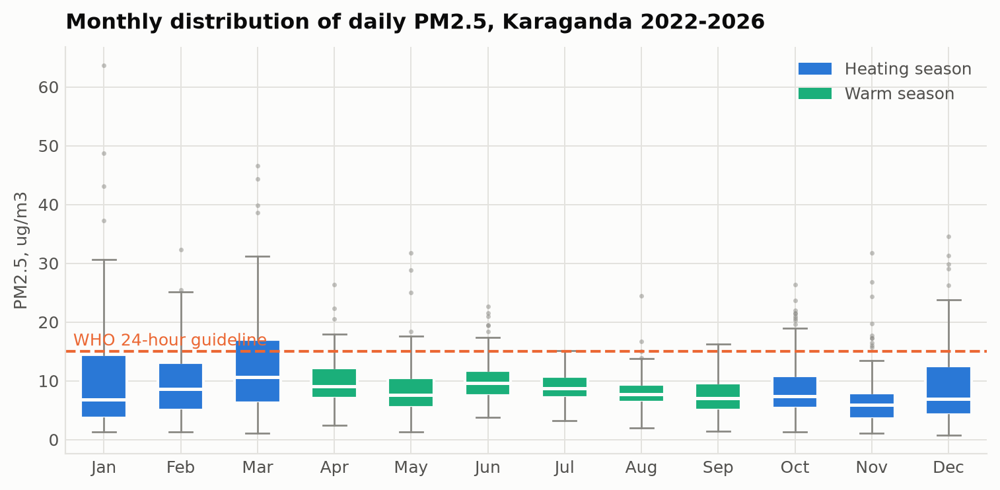 Monthly distribution of daily PM2.5, Karaganda 2022-2026
Heating season
Warm season
PM2.5, ug/m3
60
50
40
30
20
10
0
WHO 24-hour guideline
Jan Feb Mar Apr May Jun Jul Aug Sep Oct Nov Dec